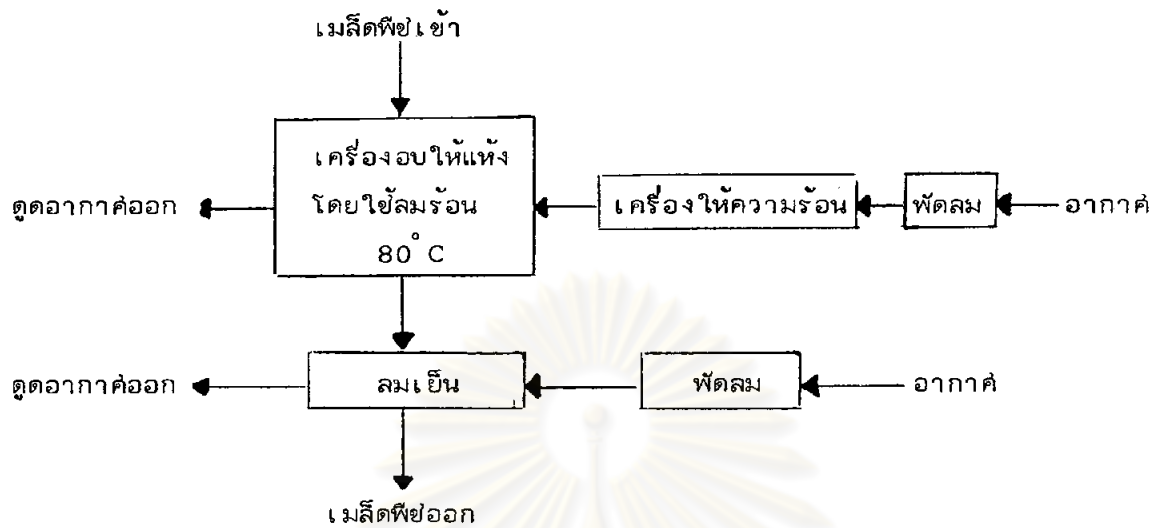 เมล็ดพืชเข้า
เครื่องอบให้แห้ง
โดยใช้ลมร้อน
80° C
ดูดอากาศออก
เครื่องให้ความร้อน
พัดลม
อากาศ
ดูดอากาศออก
ลมเย็น
พัดลม
อากาศ
เมล็ดพืชออก